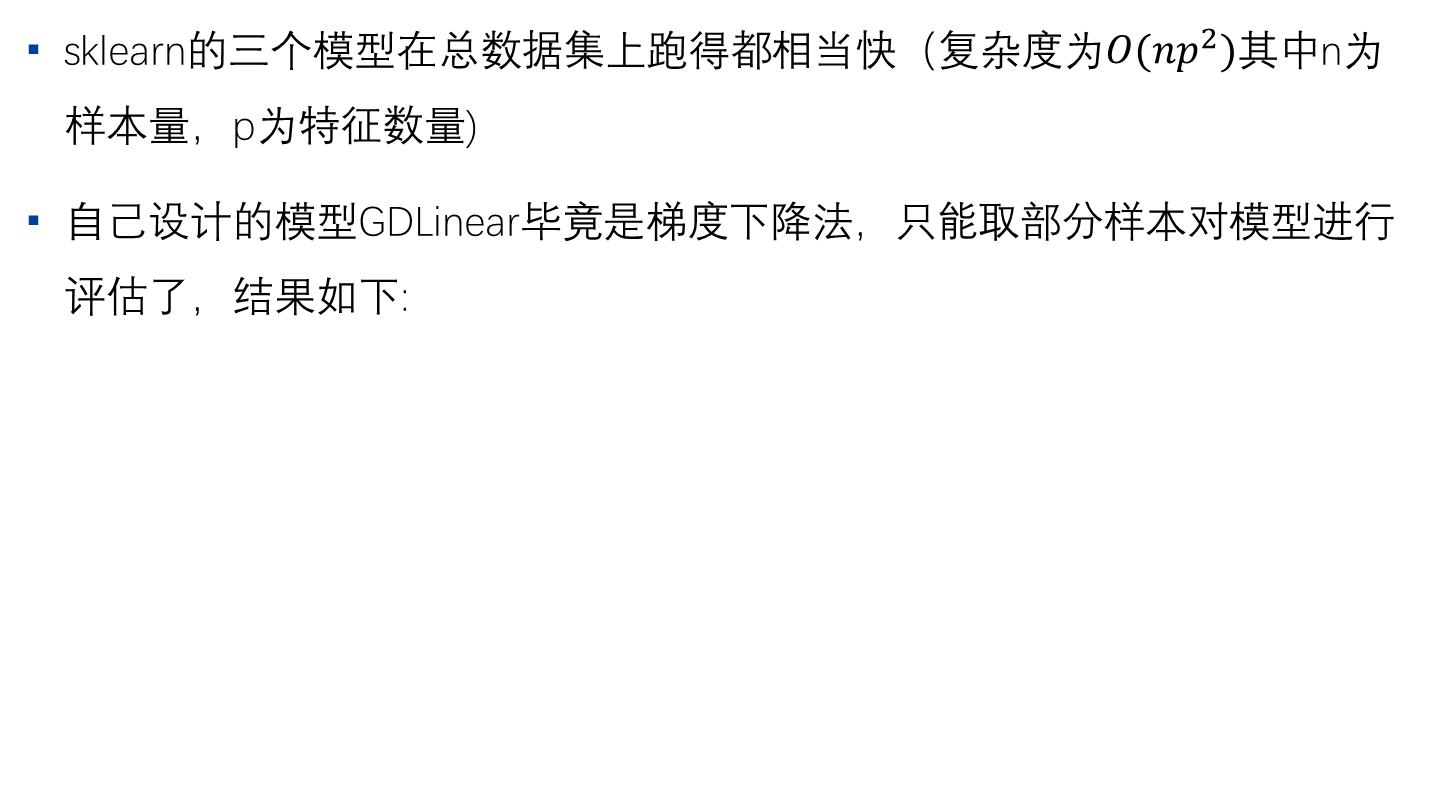 ▪ sklearn的三个模型在总数据集上跑得都相当快（复杂度为O(np²)其中n为
样本量，p为特征数量)
▪ 自己设计的模型GDLinear毕竟是梯度下降法，只能取部分样本对模型进行
评估了，结果如下: